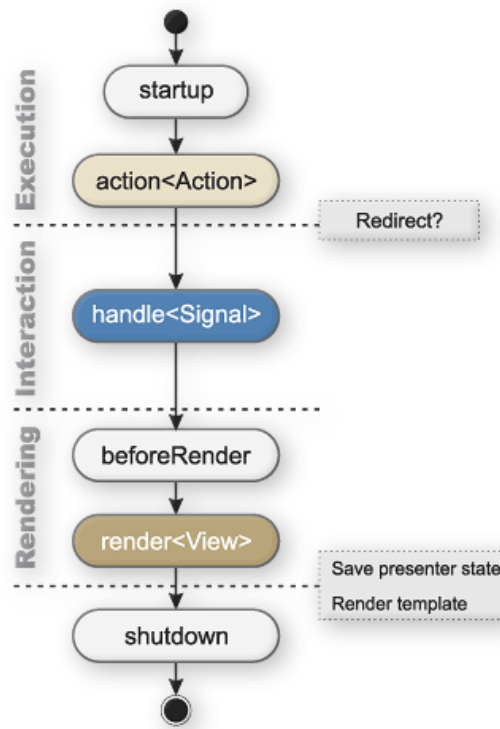 Execution
startup
action<Action>
Redirect?
Interaction
handle<Signal>
Rendering
beforeRender
render<View>
Save presenter state
Render template
shutdown